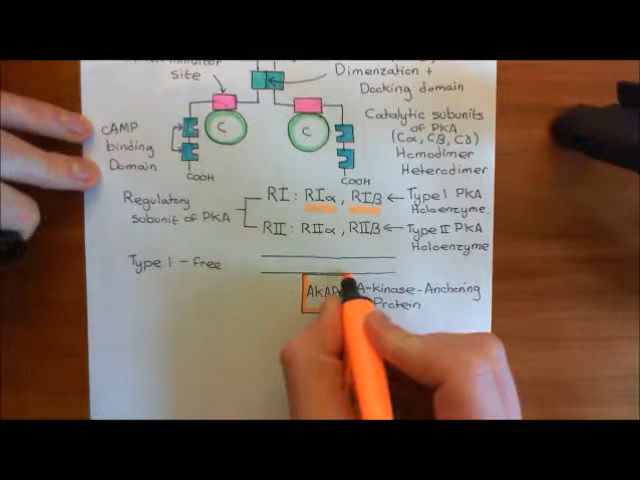 Inhibitor
site
Dimerization +
Docking domain
CAMP
binding
Domain
C
C
Catalytic subunits
of PKA
(Cα, Cβ, Cγ)
Homodimer
Heterodimer
COOH
COOH
Regulatory
subunit of PKA
RI: RIα, RIβ ← Type I PKA
Holoenzyme
RII: RIIα, RIIβ ← Type II PKA
Holoenzyme
Type I - free
AKAP
A-kinase-Anchoring
Protein